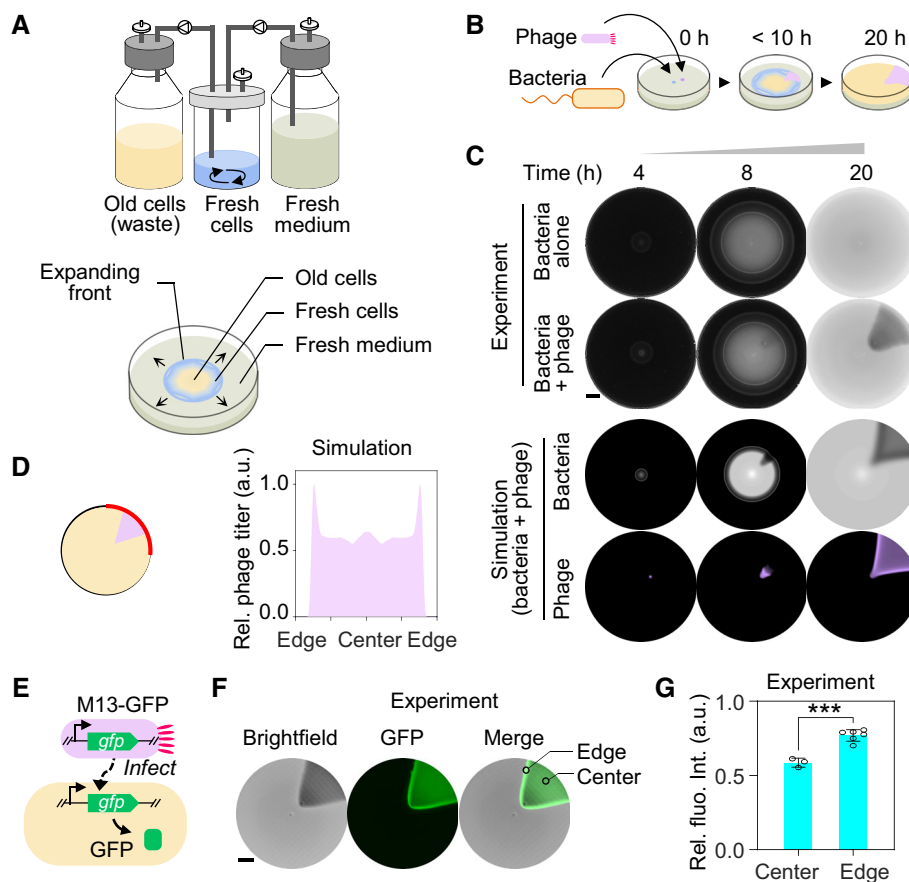 A
Old cells
(waste)
Fresh
cells
Fresh
medium
Expanding
front
Old cells
Fresh cells
Fresh medium
B
Phage
Bacteria
0 h
< 10 h
20 h
C
Time (h)
4
8
20
Experiment
Bacteria
alone
Bacteria
+ phage
Simulation
(bacteria + phage)
Bacteria
Phage
D
Simulation
Rel. phage titer (a.u.)
1.0
0.5
0.0
Edge
Center
Edge
E
M13-GFP
gfp
Infect
gfp
GFP
F
Experiment
Brightfield
GFP
Merge
Edge
Center
G
Experiment
Rel. fluo. Int. (a.u.)
1.0
0.5
0.0
***
Center
Edge